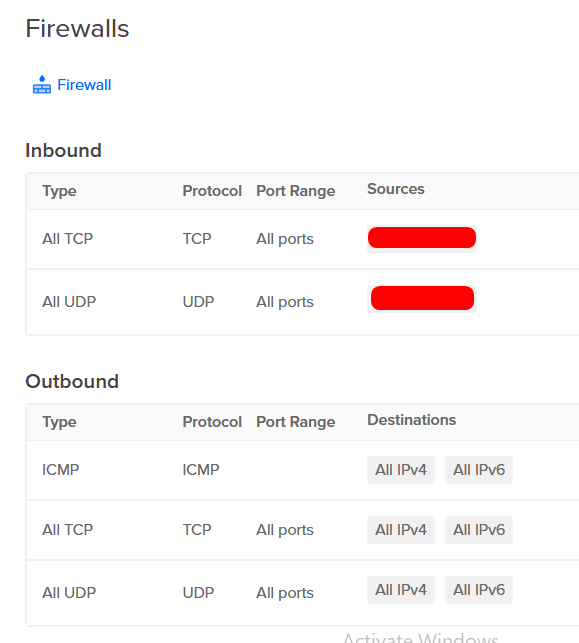 Firewalls
Firewall
Inbound
Type Protocol Port Range Sources
All TCP TCP All ports
All UDP UDP All ports
Outbound
Type Protocol Port Range Destinations
ICMP ICMP All IPv4 All IPv6
All TCP TCP All ports All IPv4 All IPv6
All UDP UDP All ports All IPv4 All IPv6
Activate Windows